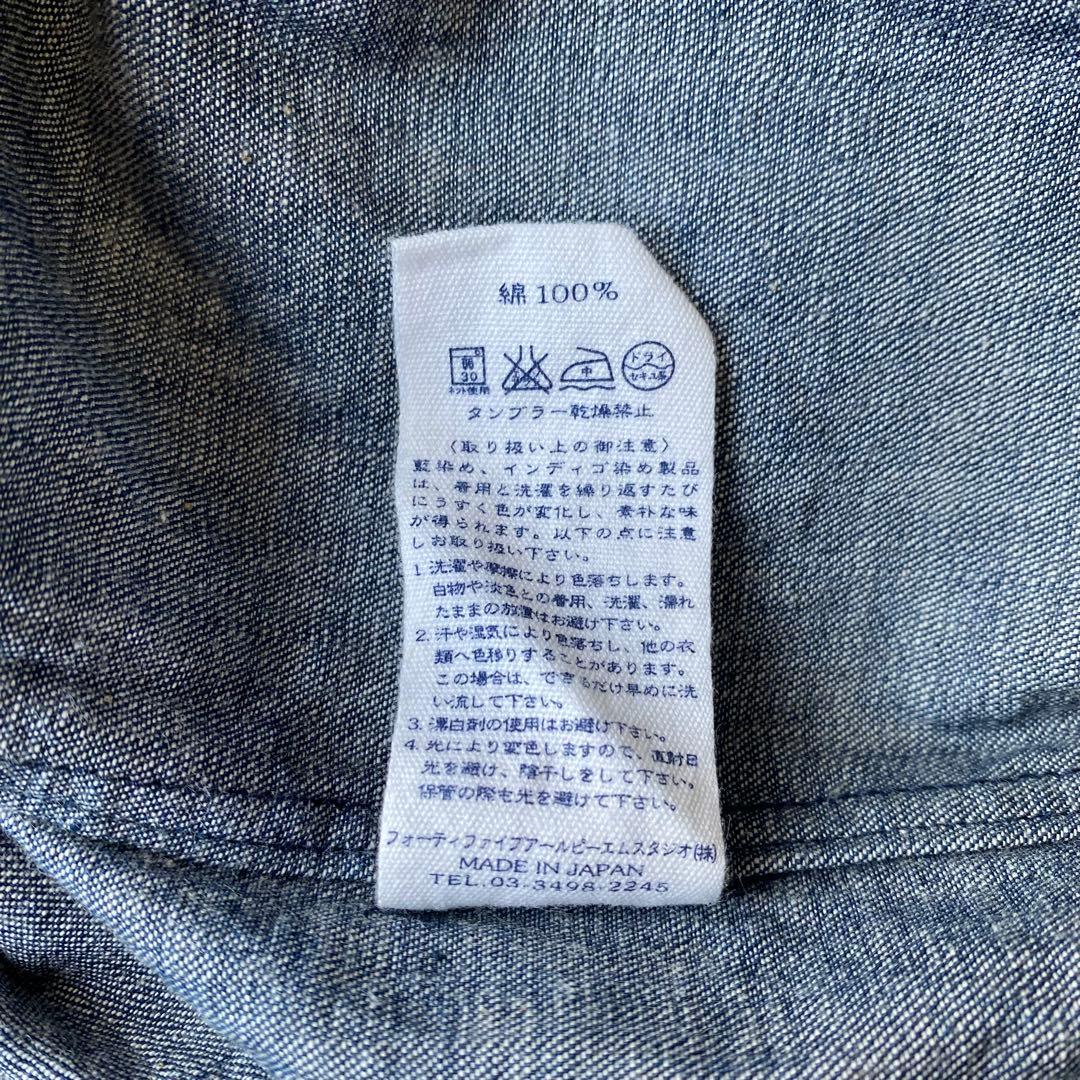 綿 100%
弱
30
ネット使用
中
ドライ
セキユ系
タンブラー乾燥禁止
〈取り扱い上の御注意〉
藍染め、インディゴ染め製品
は、着用と洗濯を繰り返すたび
にうすく色が変化し、素朴な味
が得られます。以下の点に注意
しお取り扱い下さい。
1. 洗濯や摩擦により色落ちします。
白物や淡色との着用、洗濯、濡れ
たままの放置はお避け下さい。
2. 汗や湿気により色落ちし、他の衣
類へ色移りすることがあります。
この場合は、できるだけ早めに洗
い流して下さい。
3. 漂白剤の使用はお避け下さい。
4. 光により変色しますので、直射日
光を避け、陰干しをして下さい。
保管の際も光を避けて下さい。
フォーティファイブアールピーエムスタジオ(株)
MADE IN JAPAN
TEL.03-3498-2245